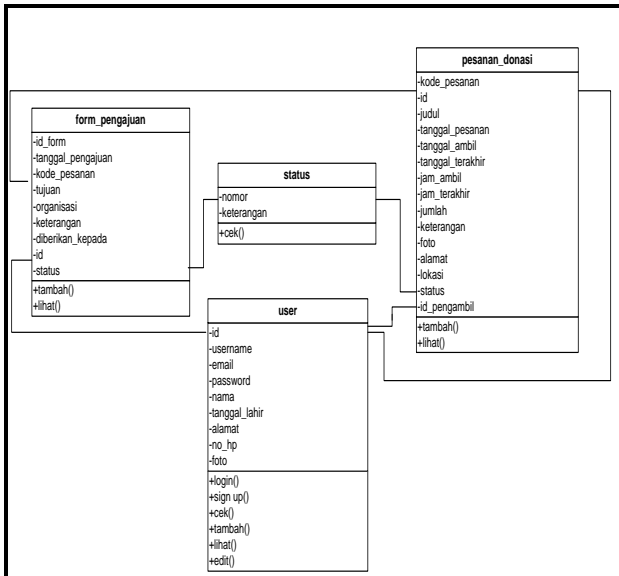 form_pengajuan
-id_form
-tanggal_pengajuan
-kode_pesanan
-tujuan
-organisasi
-keterangan
-diberikan_kepada
-id
-status
+tambah()
+lihat()
status
-nomor
-keterangan
+cek()
pesanan_donasi
-kode_pesanan
-id
-judul
-tanggal_pesanan
-tanggal_ambil
-tanggal_terakhir
-jam_ambil
-jam_terakhir
-jumlah
-keterangan
-foto
-alamat
-lokasi
-status
-id_pengambil
+tambah()
+lihat()
user
-id
-username
-email
-password
-nama
-tanggal_lahir
-alamat
-no_hp
-foto
+login()
+sign up()
+cek()
+tambah()
+lihat()
+edit()